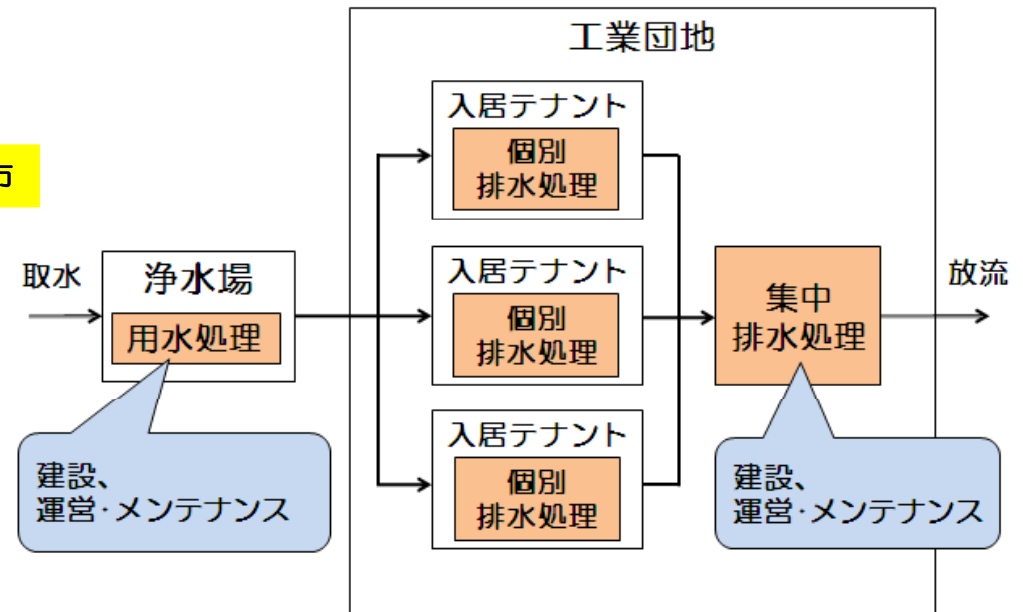 工業団地
入居テナント
個別
排水処理
市
取水
浄水場
用水処理
入居テナント
個別
排水処理
集中
排水処理
放流
入居テナント
個別
排水処理
建設、
運営・メンテナンス
建設、
運営・メンテナンス